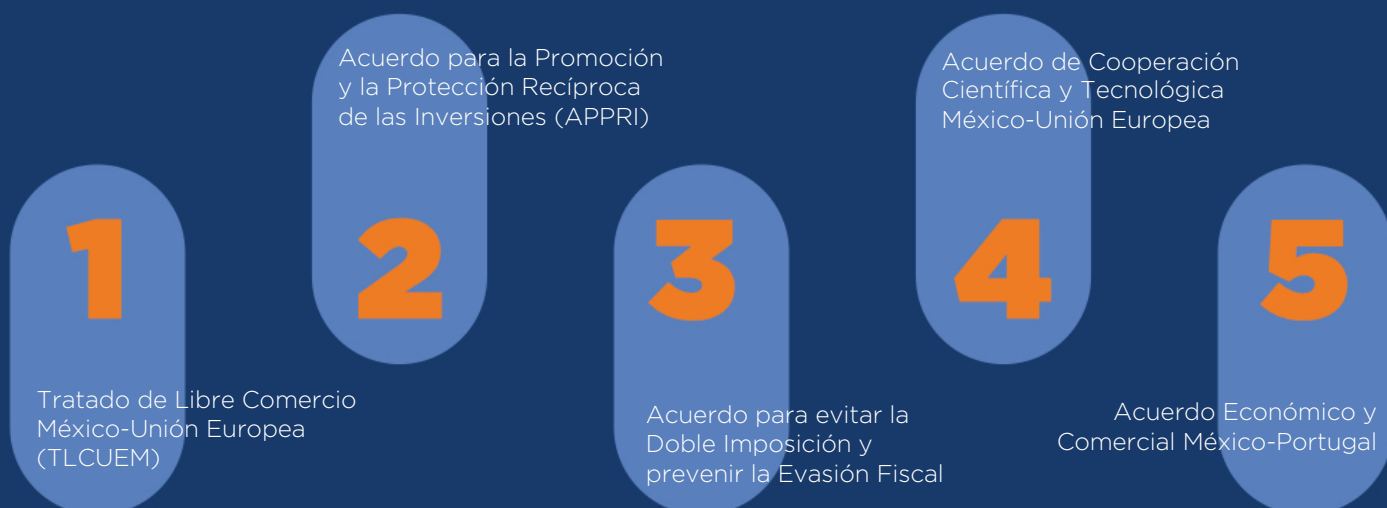 1
Tratado de Libre Comercio
México-Unión Europea
(TLCUEM)
Acuerdo para la Promoción
y la Protección Recíproca
de las Inversiones (APPRI)
2
3
Acuerdo para evitar la
Doble Imposición y
prevenir la Evasión Fiscal
Acuerdo de Cooperación
Científica y Tecnológica
México-Unión Europea
4
5
Acuerdo Económico y
Comercial México-Portugal